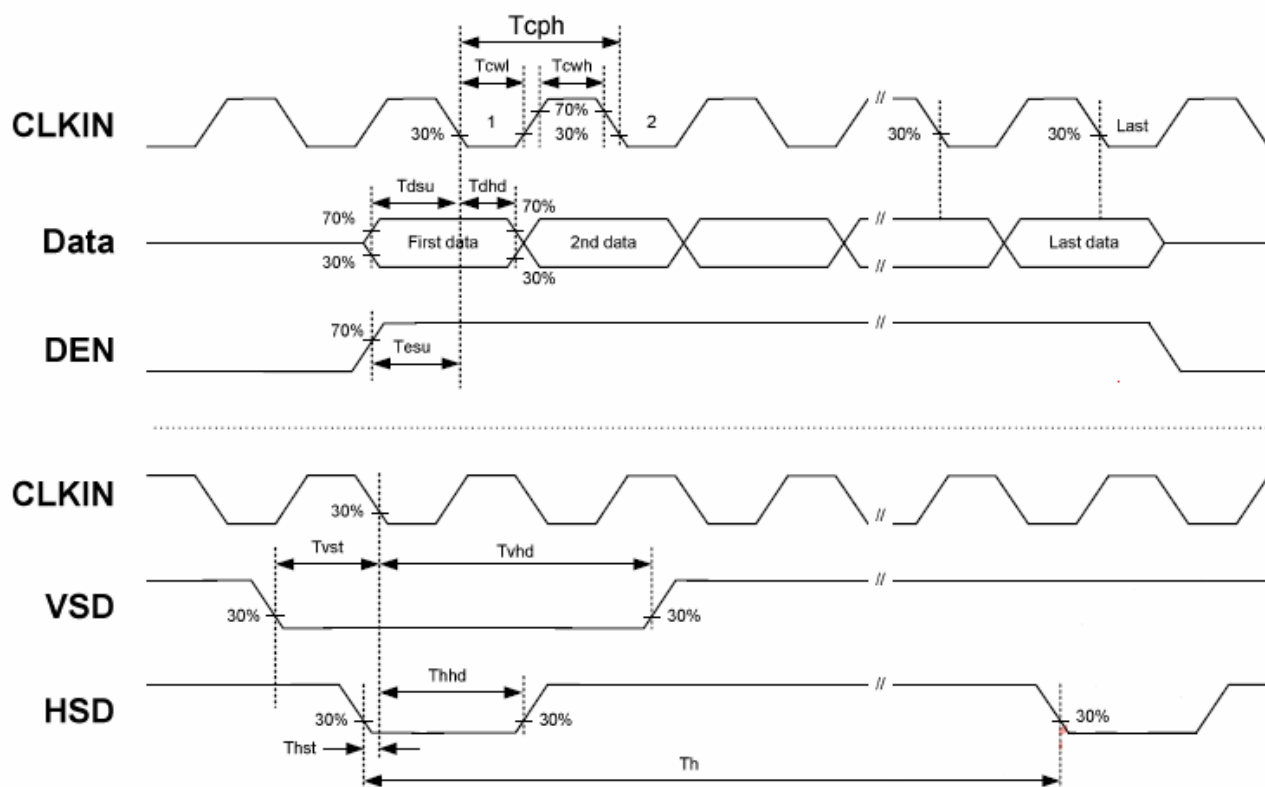 Tcph
Tcwl Tcwh
CLKIN 30% 1 70% 30% 2 // 30% 30% Last
Tdsu Tdhd
70% 70%
Data First data 2nd data // Last data
30% 30%
//
DEN 70%
Tesu
CLKIN 30% //
Tvst Tvhd
//
VSD 30% 30%
Thhd
//
HSD 30% 30% 30%
Thst
Th